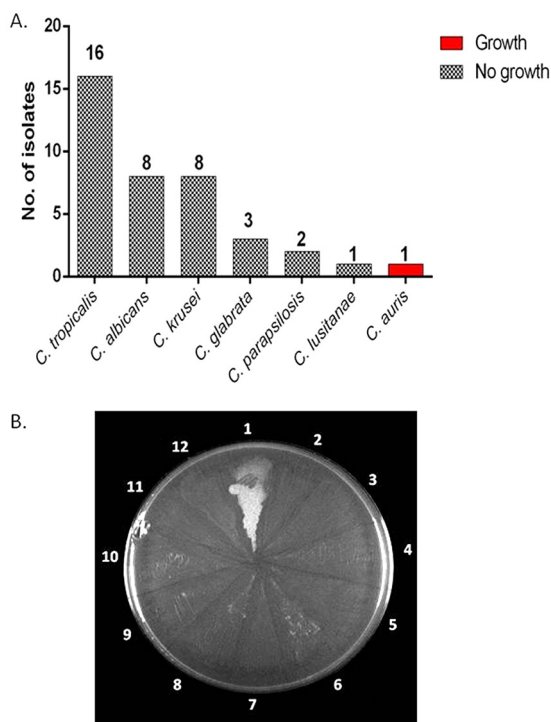 A.
No. of isolates
20
15
10
5
0
16
8
8
3
2
1
1
Growth
No growth
C. tropicalis
C. albicans
C. krusei
C. glabrata
C. parapsilosis
C. lusitanae
C. auris
B.
1
2
3
4
5
6
7
8
9
10
11
12